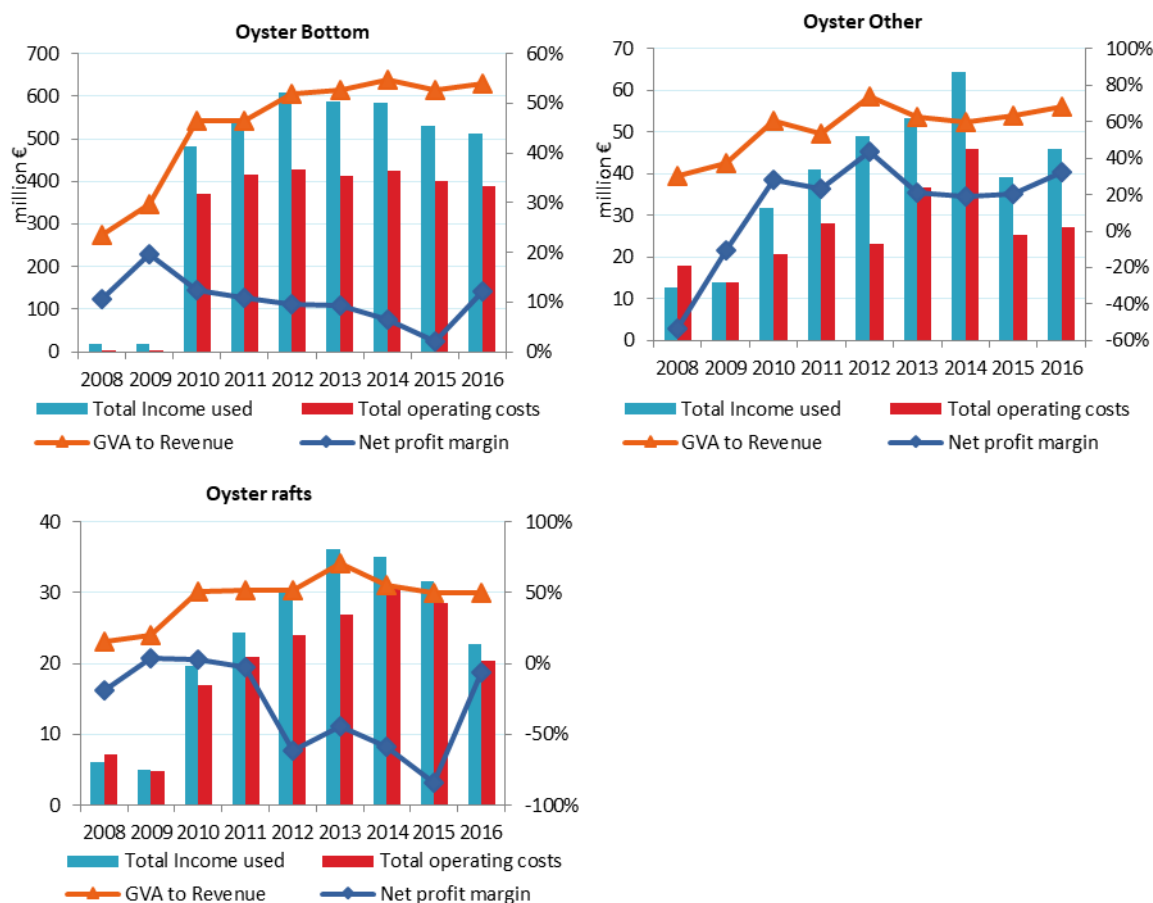 Oyster Bottom
700
600
500
400
300
200
100
0
million €
60%
50%
40%
30%
20%
10%
0%
2008 2009 2010 2011 2012 2013 2014 2015 2016
Total Income used
Total operating costs
GVA to Revenue
Net profit margin
Oyster Other
70
60
50
40
30
20
10
0
million €
100%
80%
60%
40%
20%
0%
-20%
-40%
-60%
2008 2009 2010 2011 2012 2013 2014 2015 2016
Total Income used
Total operating costs
GVA to Revenue
Net profit margin
Oyster rafts
40
30
20
10
0
100%
50%
0%
-50%
-100%
2008 2009 2010 2011 2012 2013 2014 2015 2016
Total Income used
Total operating costs
GVA to Revenue
Net profit margin